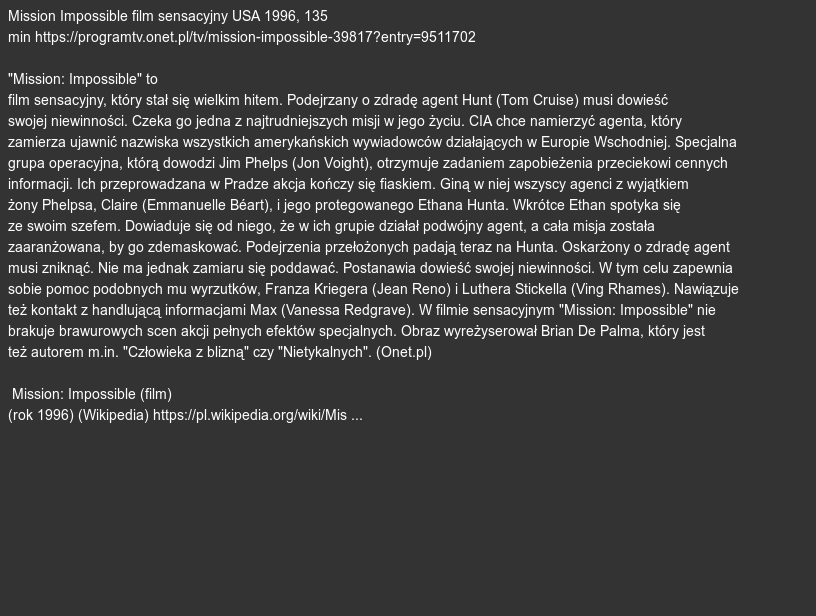 Mission Impossible film sensacyjny USA 1996, 135
min https://programtv.onet.pl/tv/mission-impossible-39817?entry=9511702
"Mission: Impossible" to
film sensacyjny, który stał się wielkim hitem. Podejrzany o zdradę agent Hunt (Tom Cruise) musi dowieść
swojej niewinności. Czeka go jedna z najtrudniejszych misji w jego życiu. CIA chce namierzyć agenta, który
zamierza ujawnić nazwiska wszystkich amerykańskich wywiadowców działających w Europie Wschodniej. Specjalna
grupa operacyjna, którą dowodzi Jim Phelps (Jon Voight), otrzymuje zadaniem zapobieżenia przeciekowi cennych
informacji. Ich przeprowadzana w Pradze akcja kończy się fiaskiem. Giną w niej wszyscy agenci z wyjątkiem
żony Phelpsa, Claire (Emmanuelle Béart), i jego protegowanego Ethana Hunta. Wkrótce Ethan spotyka się
ze swoim szefem. Dowiaduje się od niego, że w ich grupie działał podwójny agent, a cała misja została
zaaranżowana, by go zdemaskować. Podejrzenia przełożonych padają teraz na Hunta. Oskarżony o zdradę agent
musi zniknąć. Nie ma jednak zamiaru się poddawać. Postanawia dowieść swojej niewinności. W tym celu zapewnia
sobie pomoc podobnych mu wyrzutków, Franza Kriegera (Jean Reno) i Luthera Stickella (Ving Rhames). Nawiązuje
też kontakt z handlującą informacjami Max (Vanessa Redgrave). W filmie sensacyjnym "Mission: Impossible" nie
brakuje brawurowych scen akcji pełnych efektów specjalnych. Obraz wyreżyserował Brian De Palma, który jest
też autorem m.in. "Człowieka z blizną" czy "Nietykalnych". (Onet.pl)
Mission: Impossible (film)
(rok 1996) (Wikipedia) https://pl.wikipedia.org/wiki/Mis ...